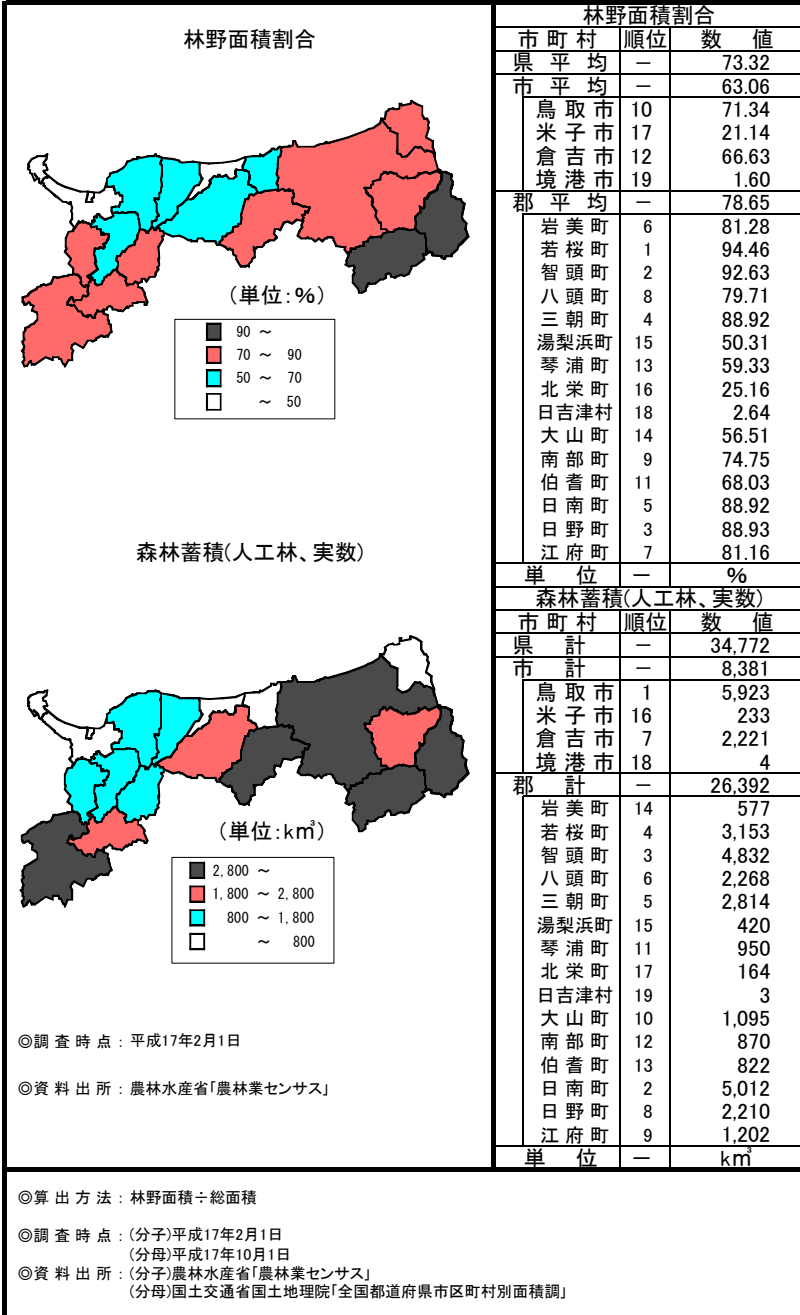 林野面積割合
(単位:%)
90 ～
70 ～ 90
50 ～ 70
～ 50
森林蓄積(人工林、実数)
(単位:k㎥)
2,800 ～
1,800 ～ 2,800
800 ～ 1,800
～ 800
◎調 査 時 点 : 平成17年2月1日
◎資 料 出 所 : 農林水産省「農林業センサス」
林野面積割合
市 町 村 順位 数 値
県 平 均 － 73.32
市 平 均 － 63.06
鳥 取 市 10 71.34
米 子 市 17 21.14
倉 吉 市 12 66.63
境 港 市 19 1.60
郡 平 均 － 78.65
岩 美 町 6 81.28
若 桜 町 1 94.46
智 頭 町 2 92.63
八 頭 町 8 79.71
三 朝 町 4 88.92
湯梨浜町 15 50.31
琴 浦 町 13 59.33
北 栄 町 16 25.16
日吉津村 18 2.64
大 山 町 14 56.51
南 部 町 9 74.75
伯 耆 町 11 68.03
日 南 町 5 88.92
日 野 町 3 88.93
江 府 町 7 81.16
単 位 － %
森林蓄積(人工林、実数)
市 町 村 順位 数 値
県 計 － 34,772
市 計 － 8,381
鳥 取 市 1 5,923
米 子 市 16 233
倉 吉 市 7 2,221
境 港 市 18 4
郡 計 － 26,392
岩 美 町 14 577
若 桜 町 4 3,153
智 頭 町 3 4,832
八 頭 町 6 2,268
三 朝 町 5 2,814
湯梨浜町 15 420
琴 浦 町 11 950
北 栄 町 17 164
日吉津村 19 3
大 山 町 10 1,095
南 部 町 12 870
伯 耆 町 13 822
日 南 町 2 5,012
日 野 町 8 2,210
江 府 町 9 1,202
単 位 － k㎥
◎算 出 方 法 : 林野面積÷総面積
◎調 査 時 点 : (分子)平成17年2月1日
(分母)平成17年10月1日
◎資 料 出 所 : (分子)農林水産省「農林業センサス」
(分母)国土交通省国土地理院「全国都道府県市区町村別面積調」